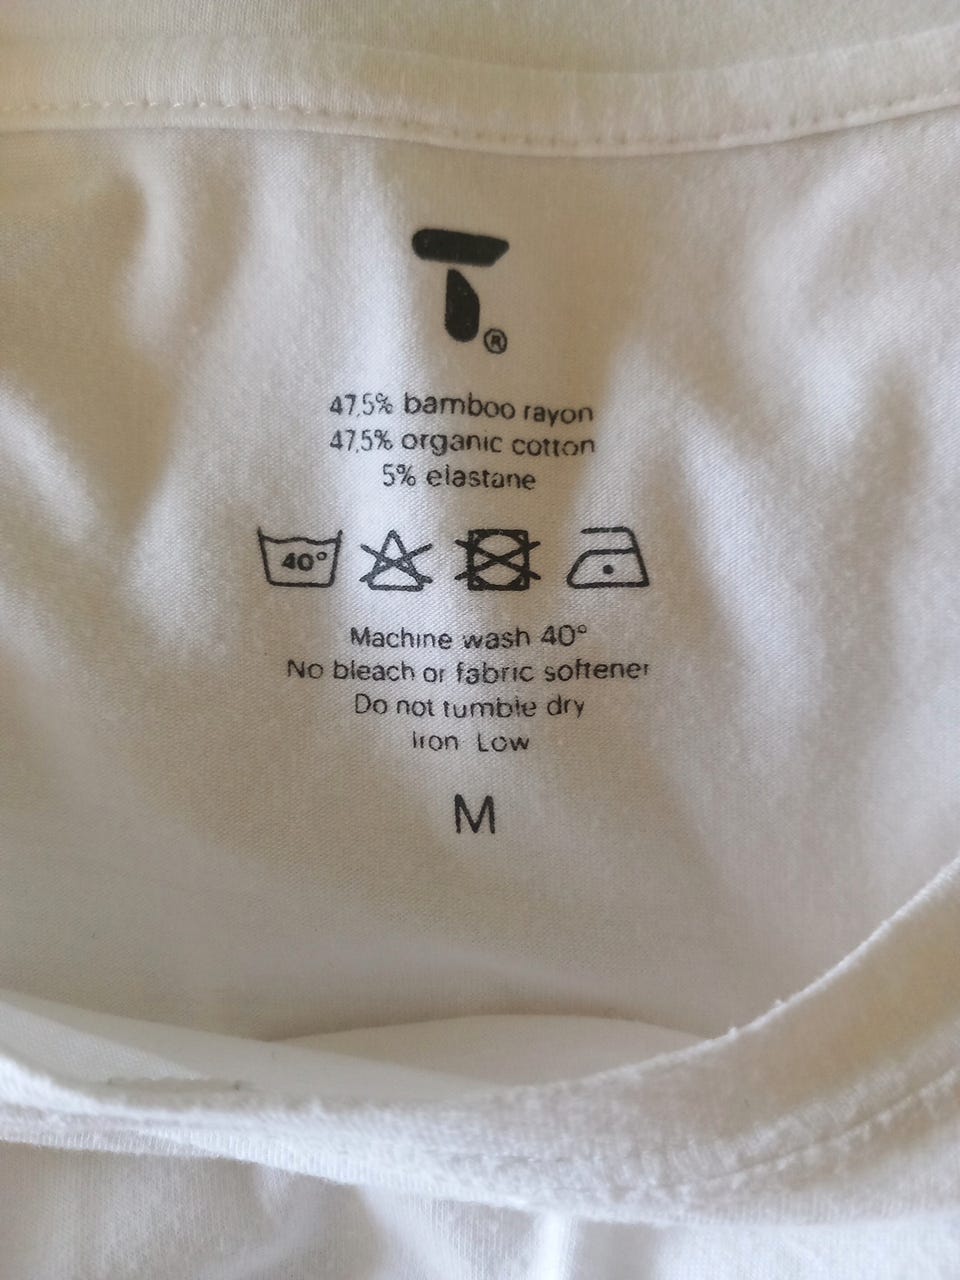 T®
47,5% bamboo rayon
47,5% organic cotton
5% elastane
40°
Machine wash 40°
No bleach or fabric softener
Do not tumble dry
Iron Low
M